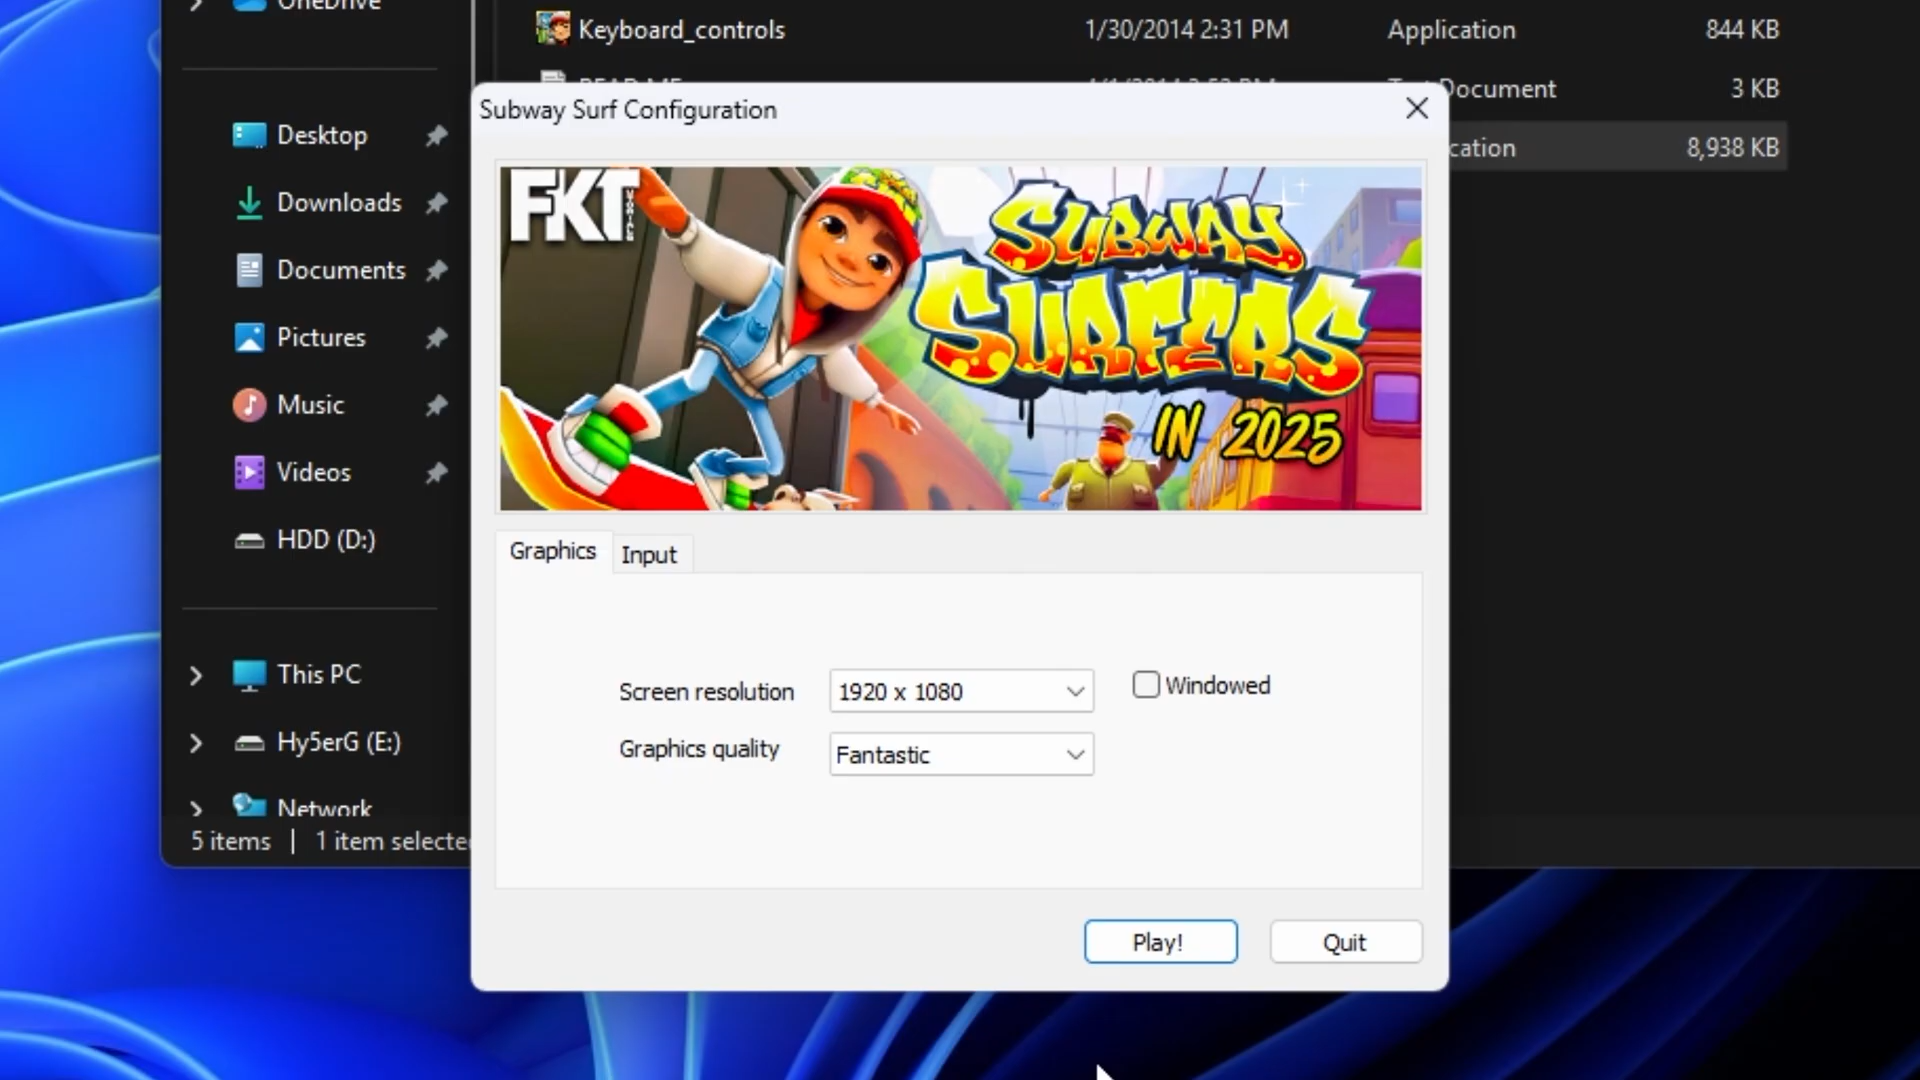 OneDrive
Keyboard_controls 1/30/2014 2:31 PM Application 844 KB
Document 3 KB
cation 8,938 KB
Subway Surf Configuration
Desktop
Downloads
Documents
Pictures
Music
Videos
HDD (D:)
This PC
Hy5erG (E:)
Network
5 items | 1 item selected
FKT
SUBWAY
SURFERS
IN 2025
Graphics Input
Screen resolution 1920 x 1080 Windowed
Graphics quality Fantastic
Play! Quit